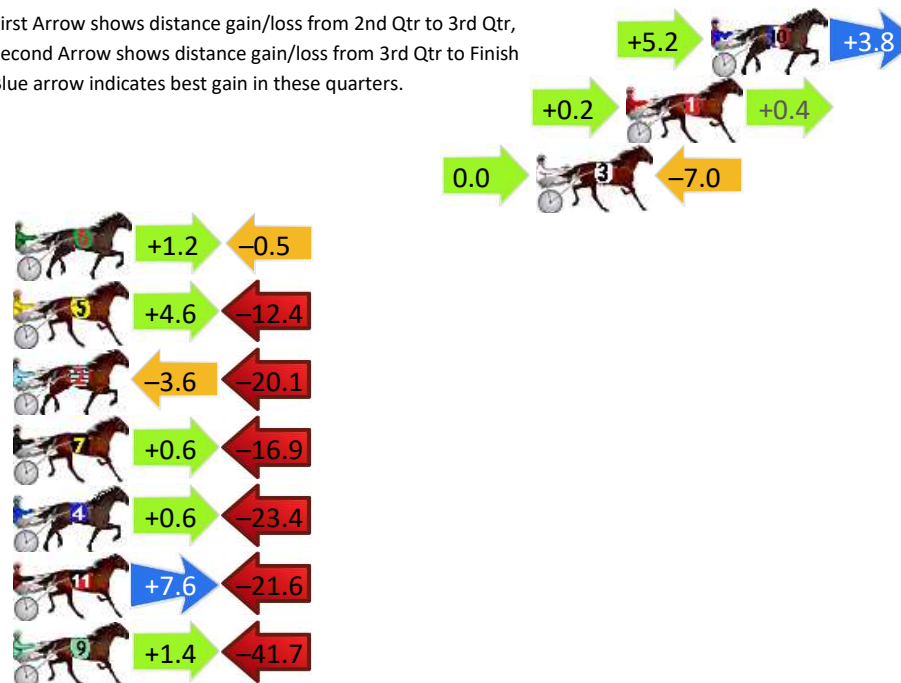 irst Arrow shows distance gain/loss from 2nd Qtr to 3rd Qtr,
econd Arrow shows distance gain/loss from 3rd Qtr to Finish
Blue arrow indicates best gain in these quarters.
+5.2 10 +3.8
+0.2 1 +0.4
0.0 3 –7.0
+1.2 –0.5
5 +4.6 –12.4
–3.6 –20.1
7 +0.6 –16.9
4 +0.6 –23.4
11 +7.6 –21.6
9 +1.4 –41.7